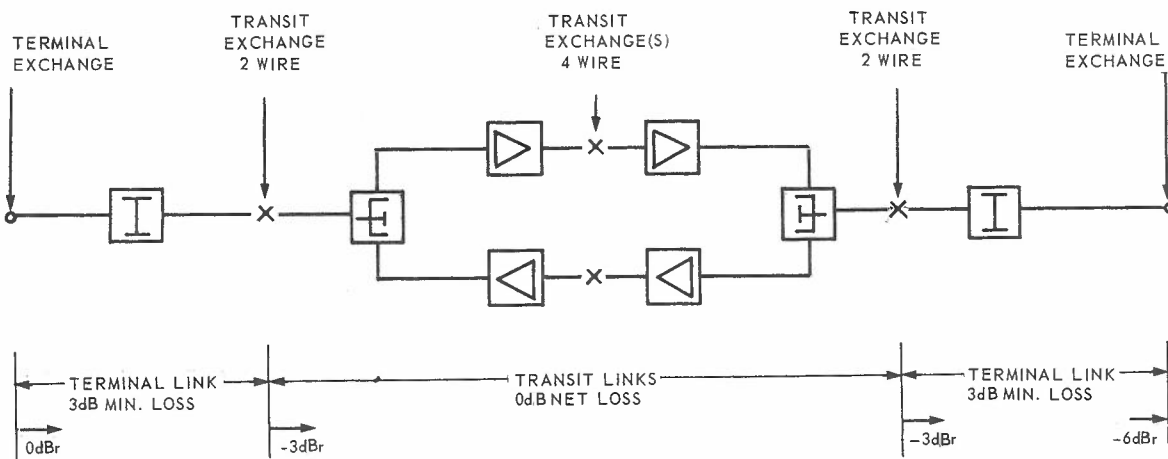 TERMINAL
EXCHANGE
TRANSIT
EXCHANGE
2 WIRE
TRANSIT
EXCHANGE(S)
4 WIRE
TRANSIT
EXCHANGE
2 WIRE
TERMINAL
EXCHANGE
TERMINAL LINK
3dB MIN. LOSS
TRANSIT LINKS
0dB NET LOSS
TERMINAL LINK
3dB MIN. LOSS
0dBr
-3dBr
-3dBr
-6dBr